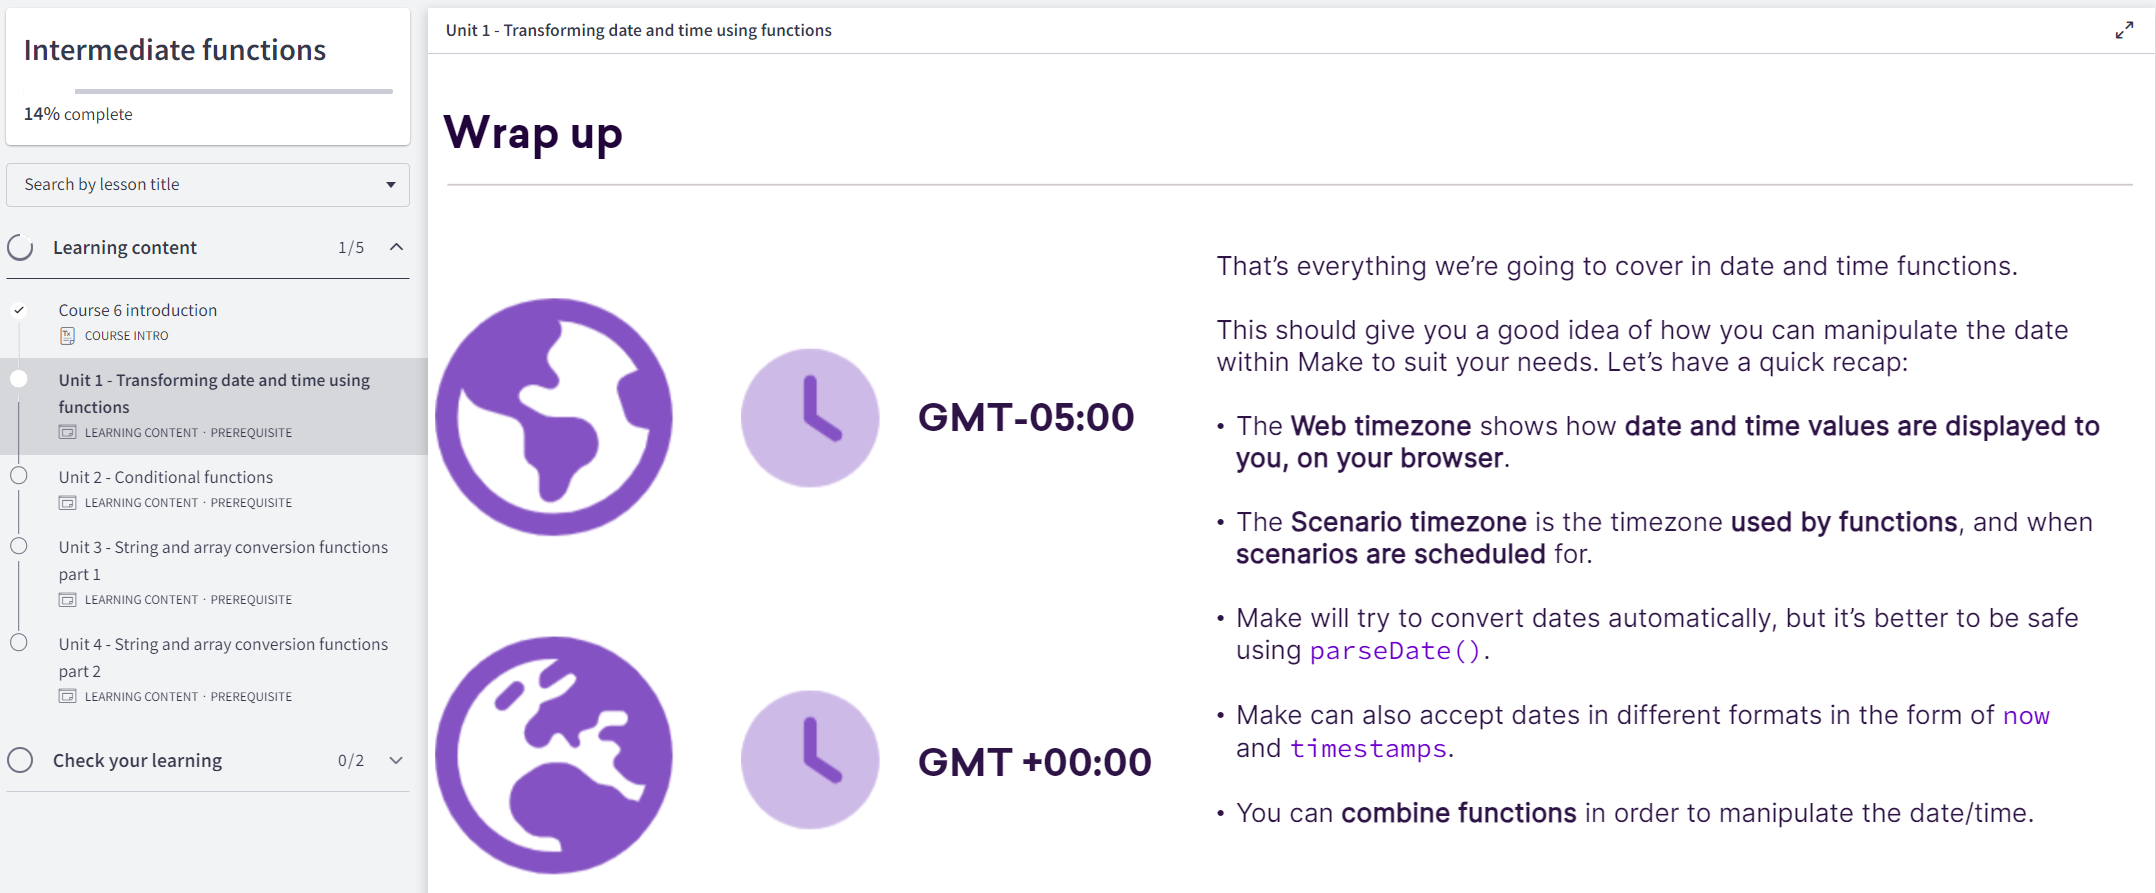 Intermediate functions
14% complete
Search by lesson title
Learning content 1/5
Course 6 introduction
COURSE INTRO
Unit 1 - Transforming date and time using
functions
LEARNING CONTENT · PREREQUISITE
Unit 2 - Conditional functions
LEARNING CONTENT · PREREQUISITE
Unit 3 - String and array conversion functions
part 1
LEARNING CONTENT · PREREQUISITE
Unit 4 - String and array conversion functions
part 2
LEARNING CONTENT · PREREQUISITE
Check your learning 0/2
Unit 1 - Transforming date and time using functions
Wrap up
GMT-05:00
GMT +00:00
That’s everything we’re going to cover in date and time functions.
This should give you a good idea of how you can manipulate the date
within Make to suit your needs. Let’s have a quick recap:
• The Web timezone shows how date and time values are displayed to
you, on your browser.
• The Scenario timezone is the timezone used by functions, and when
scenarios are scheduled for.
• Make will try to convert dates automatically, but it’s better to be safe
using parseDate().
• Make can also accept dates in different formats in the form of now
and timestamps.
• You can combine functions in order to manipulate the date/time.